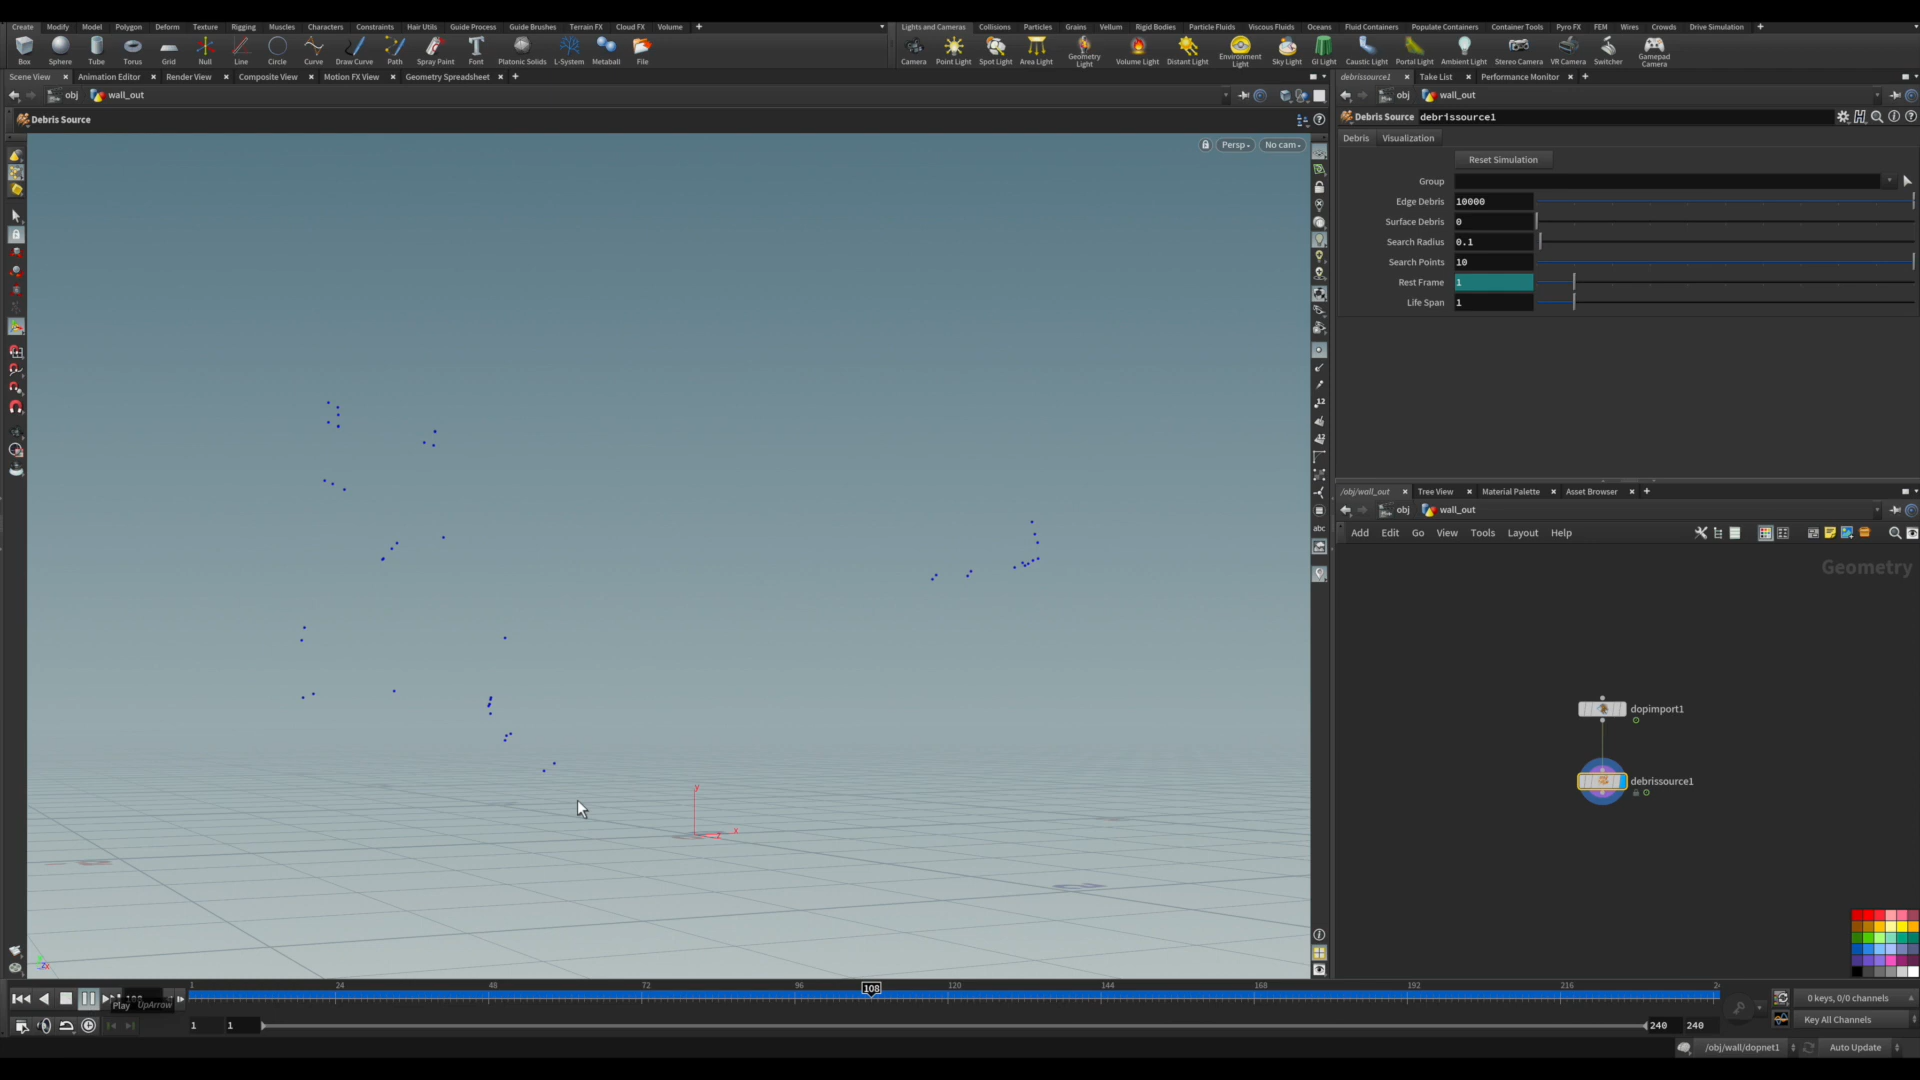 Create Modify Model Polygon Deform Texture Rigging Muscles Characters Constraints Hair Utils Guide Process Guide Brushes Terrain FX Cloud FX Volume
Lights and Cameras Collisions Particles Grains Vellum Rigid Bodies Particle Fluids Viscous Fluids Oceans Fluid Containers Populate Containers Container Tools Pyro FX FEM Wires Crowds Drive Simulation
Box Sphere Tube Torus Grid Null Line Circle Curve Draw Curve Path Spray Paint Font Platonic Solids L-System Metaball File
Camera Point Light Spot Light Area Light Geometry Light Volume Light Distant Light Environment Light Sky Light GI Light Caustic Light Portal Light Ambient Light Stereo Camera VR Camera Switcher Gamepad Camera
Scene View Animation Editor Render View Composite View Motion FX View Geometry Spreadsheet
debrissource1 Take List Performance Monitor
obj wall_out
obj wall_out
Debris Source
Debris Source debrissource1
Persp No cam
Debris Visualization
Reset Simulation
Group
Edge Debris 10000
Surface Debris 0
Search Radius 0.1
Search Points 10
Rest Frame 1
Life Span 1
/obj/wall_out Tree View Material Palette Asset Browser
obj wall_out
Add Edit Go View Tools Layout Help
Geometry
dopimport1
debrissource1
abc
y
x
z
1 24 48 72 96 108 120 144 168 192 216
Play UpArrow
0 keys, 0/0 channels
1 1 240 240
Key All Channels
/obj/wall/dopnet1 Auto Update